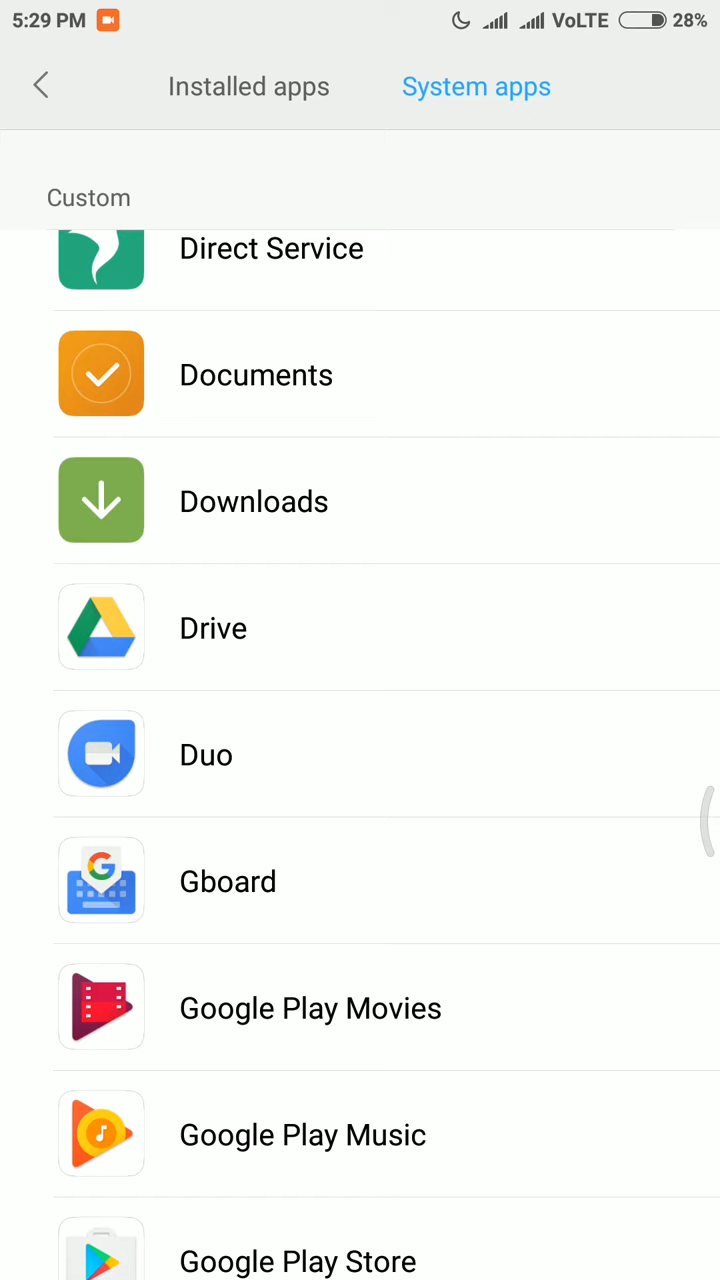 5:29 PM VoLTE 28%
Installed apps System apps
Custom
Direct Service
Documents
Downloads
Drive
Duo
Gboard
Google Play Movies
Google Play Music
Google Play Store